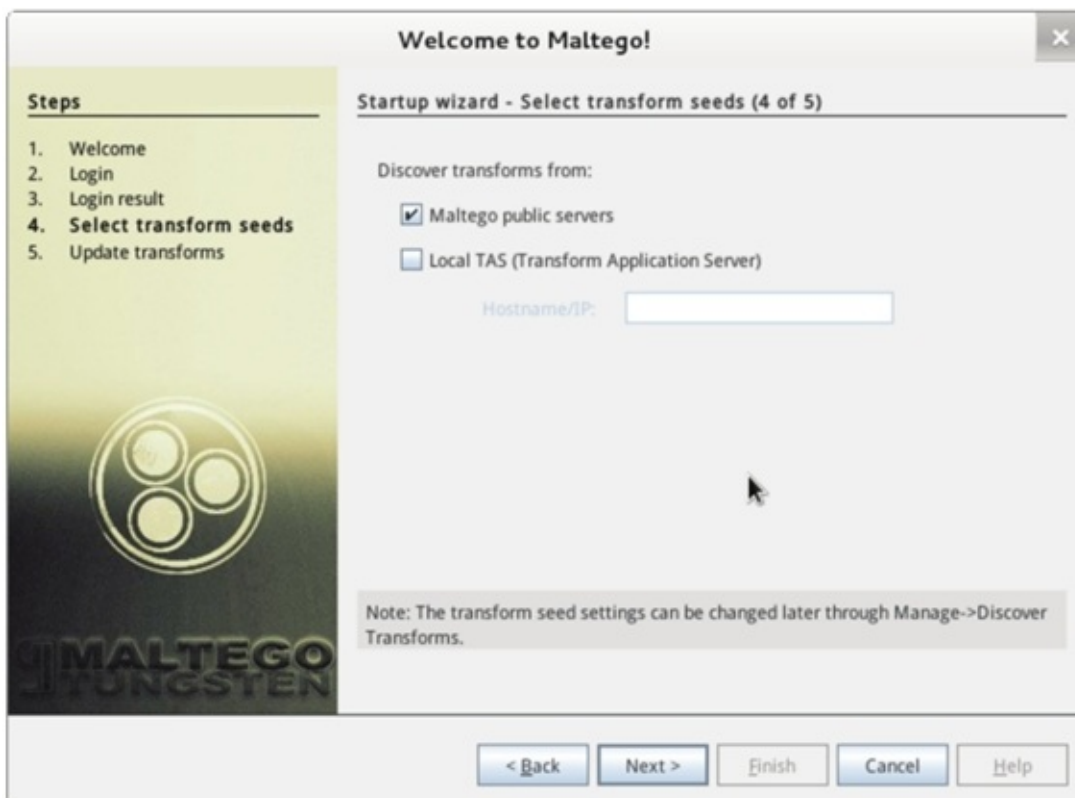 Welcome to Maltego!
Steps
1. Welcome
2. Login
3. Login result
4. Select transform seeds
5. Update transforms
Startup wizard - Select transform seeds (4 of 5)
Discover transforms from:
Maltego public servers
Local TAS (Transform Application Server)
Hostname/IP:
Note: The transform seed settings can be changed later through Manage->Discover
Transforms.
MALTEGO
TUNGSTEN
< Back
Next >
Finish
Cancel
Help